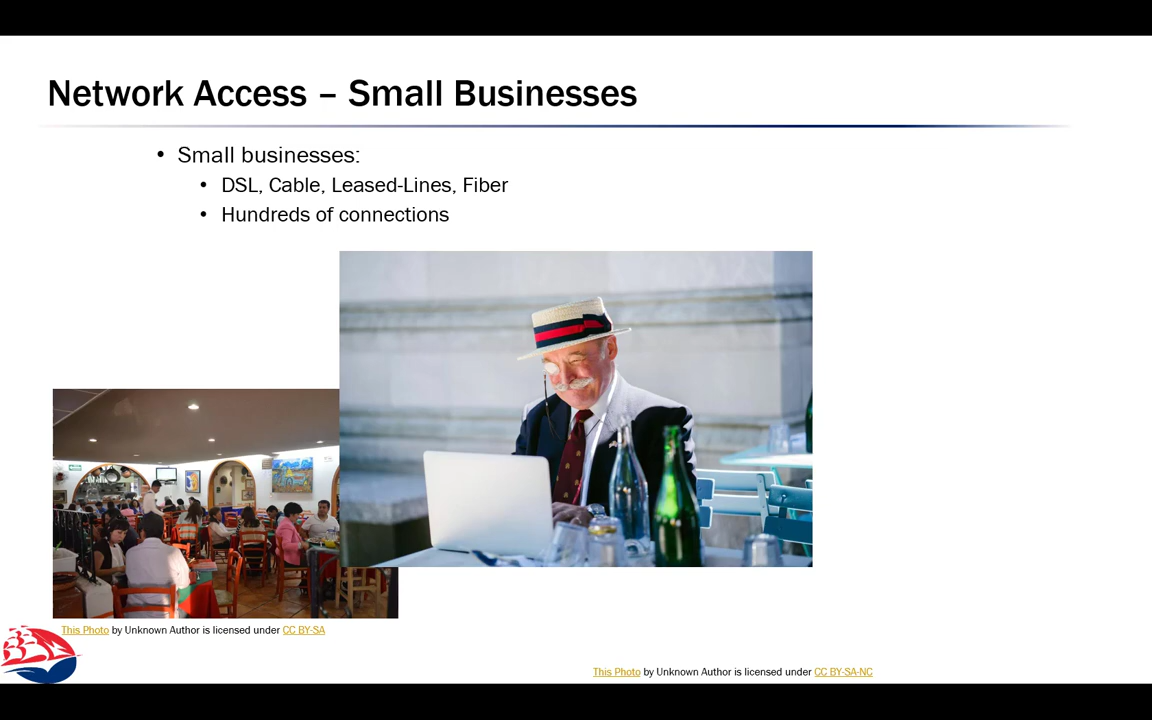 Network Access – Small Businesses
• Small businesses:
• DSL, Cable, Leased-Lines, Fiber
• Hundreds of connections
This Photo by Unknown Author is licensed under CC BY-SA
This Photo by Unknown Author is licensed under CC BY-SA-NC